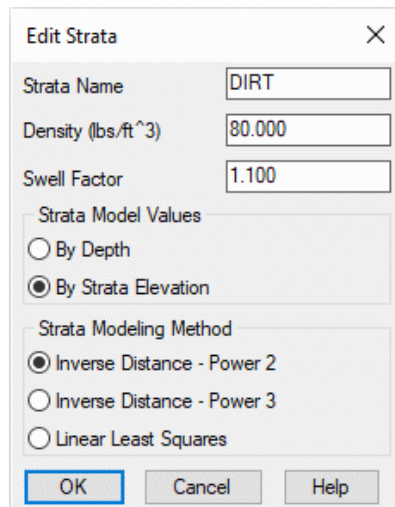 Edit Strata
Strata Name DIRT
Density (lbs/ft^3) 80.000
Swell Factor 1.100
Strata Model Values
By Depth
By Strata Elevation
Strata Modeling Method
Inverse Distance - Power 2
Inverse Distance - Power 3
Linear Least Squares
OK Cancel Help